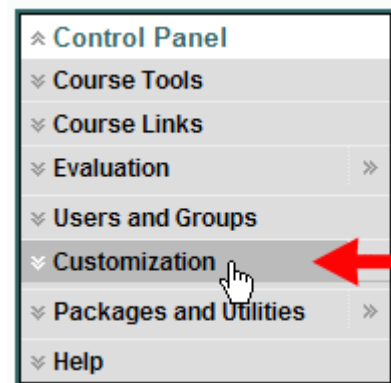 Control Panel
Course Tools
Course Links
Evaluation
Users and Groups
Customization
Packages and Utilities
Help